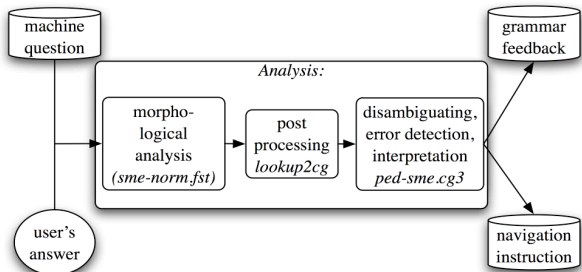 machine
question
Analysis:
morpho-
logical
analysis
(sme-norm.fst)
post
processing
lookup2cg
disambiguating,
error detection,
interpretation
ped-sme.cg3
grammar
feedback
user's
answer
navigation
instruction